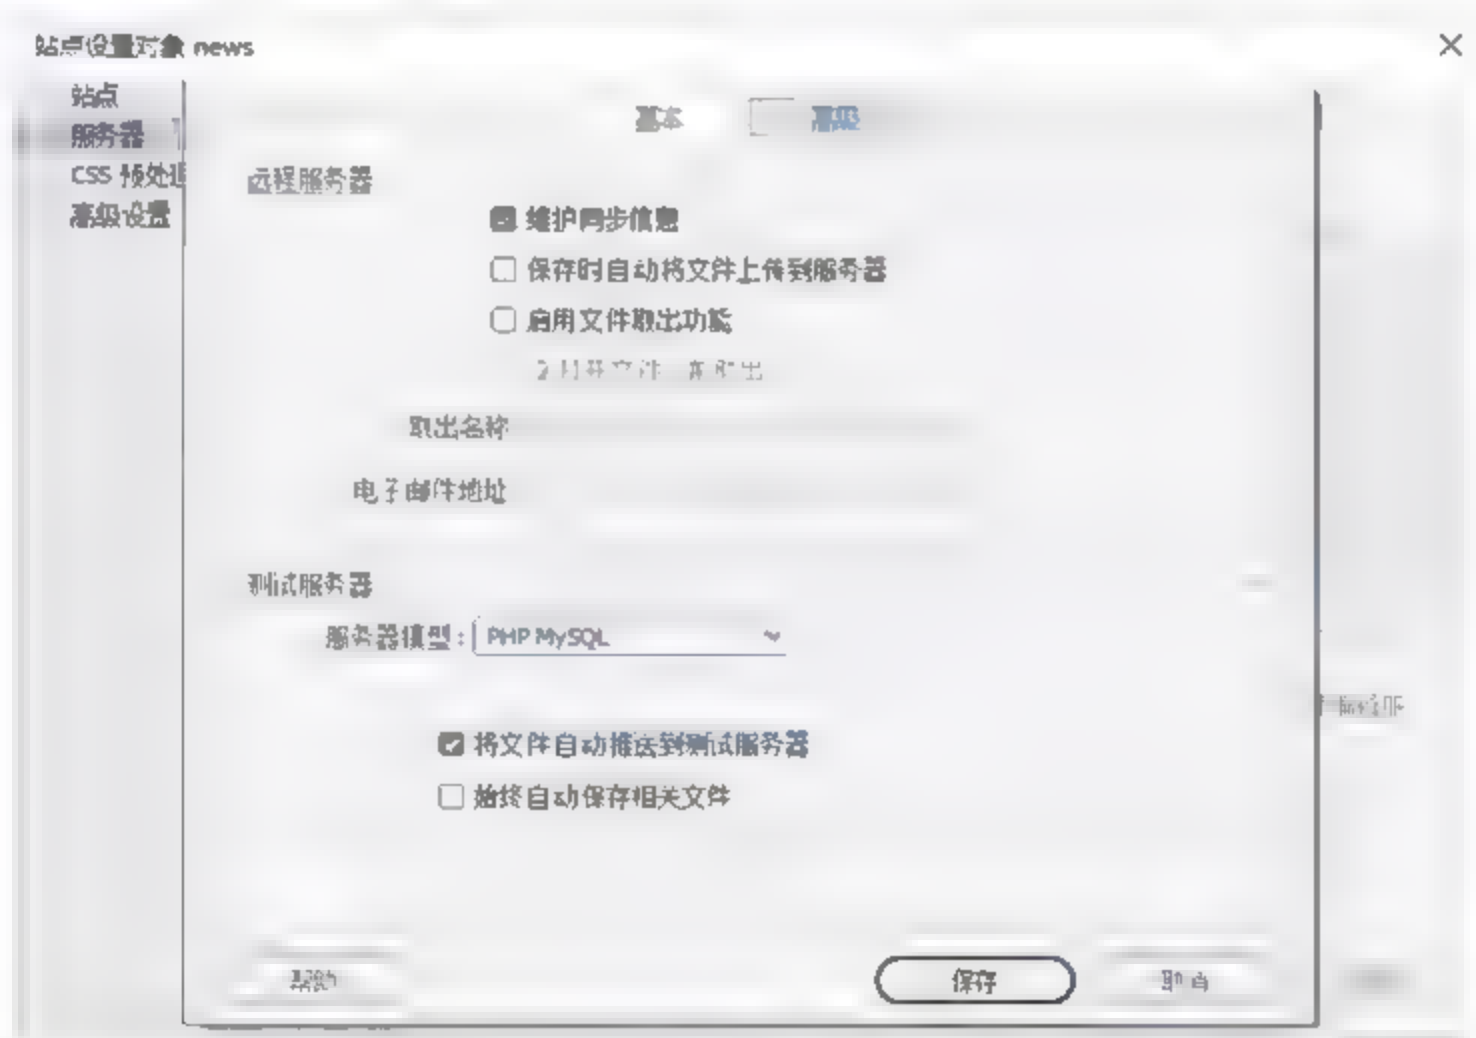 站点设置对象 news
站点
服务器
CSS 预处理
高级设置
基本
高级
远程服务器
维护同步信息
保存时自动将文件上传到服务器
启用文件取出功能
取出名称
电子邮件地址
测试服务器
服务器模型：PHP MySQL
将文件自动推送到测试服务器
始终自动保存相关文件
帮助
保存
取消